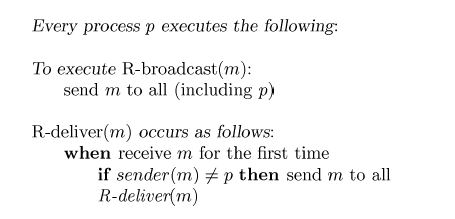 Every process p executes the following:
To execute R-broadcast(m):
send m to all (including p)
R-deliver(m) occurs as follows:
when receive m for the first time
if sender(m) ≠ p then send m to all
R-deliver(m)